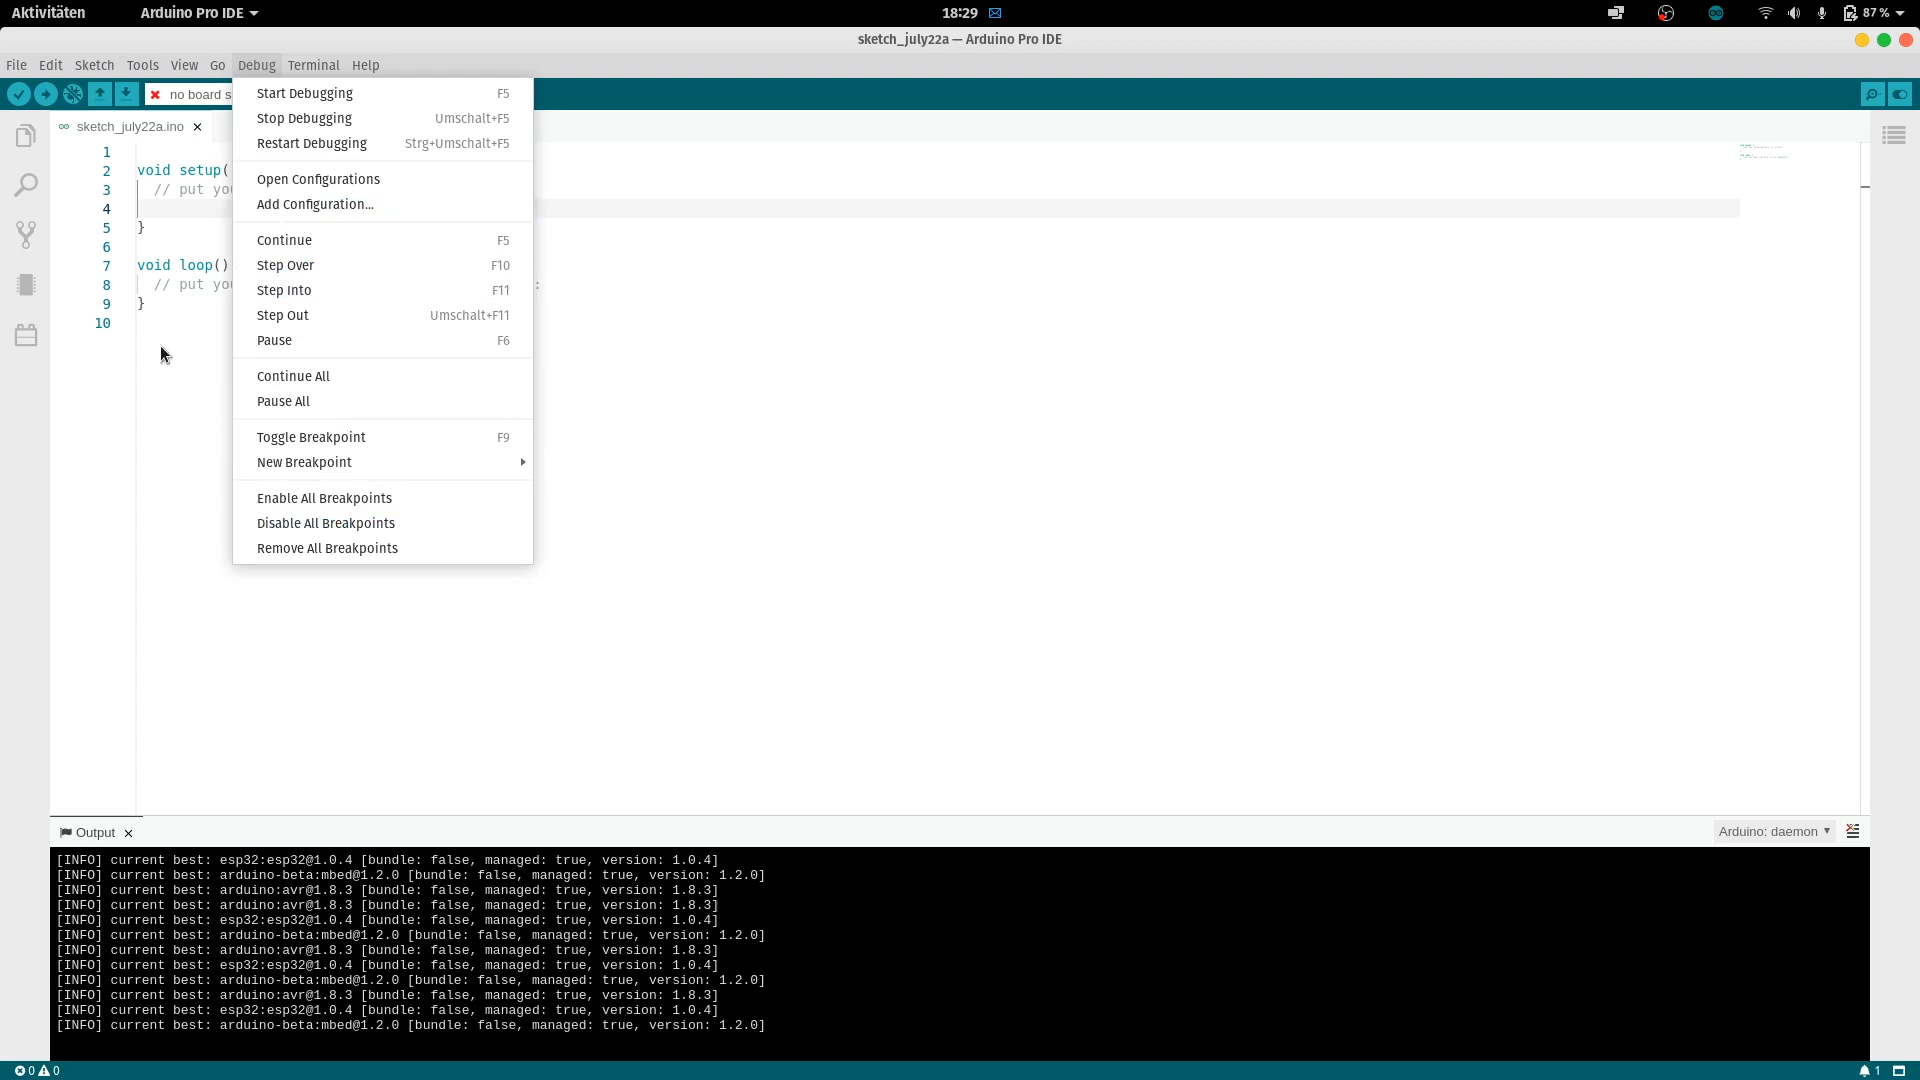 Aktivitäten Arduino Pro IDE 18:29 87 %
sketch_july22a — Arduino Pro IDE
File Edit Sketch Tools View Go Debug Terminal Help
no board s
sketch_july22a.ino
1
2 void setup(
3 // put you
4
5 }
6
7 void loop()
8 // put you :
9 }
10
Start Debugging F5
Stop Debugging Umschalt+F5
Restart Debugging Strg+Umschalt+F5
Open Configurations
Add Configuration...
Continue F5
Step Over F10
Step Into F11
Step Out Umschalt+F11
Pause F6
Continue All
Pause All
Toggle Breakpoint F9
New Breakpoint
Enable All Breakpoints
Disable All Breakpoints
Remove All Breakpoints
Output Arduino: daemon
[INFO] current best: esp32:esp32@1.0.4 [bundle: false, managed: true, version: 1.0.4]
[INFO] current best: arduino-beta:mbed@1.2.0 [bundle: false, managed: true, version: 1.2.0]
[INFO] current best: arduino:avr@1.8.3 [bundle: false, managed: true, version: 1.8.3]
[INFO] current best: arduino:avr@1.8.3 [bundle: false, managed: true, version: 1.8.3]
[INFO] current best: esp32:esp32@1.0.4 [bundle: false, managed: true, version: 1.0.4]
[INFO] current best: arduino-beta:mbed@1.2.0 [bundle: false, managed: true, version: 1.2.0]
[INFO] current best: arduino:avr@1.8.3 [bundle: false, managed: true, version: 1.8.3]
[INFO] current best: esp32:esp32@1.0.4 [bundle: false, managed: true, version: 1.0.4]
[INFO] current best: arduino-beta:mbed@1.2.0 [bundle: false, managed: true, version: 1.2.0]
[INFO] current best: arduino:avr@1.8.3 [bundle: false, managed: true, version: 1.8.3]
[INFO] current best: esp32:esp32@1.0.4 [bundle: false, managed: true, version: 1.0.4]
[INFO] current best: arduino-beta:mbed@1.2.0 [bundle: false, managed: true, version: 1.2.0]
0 0 1